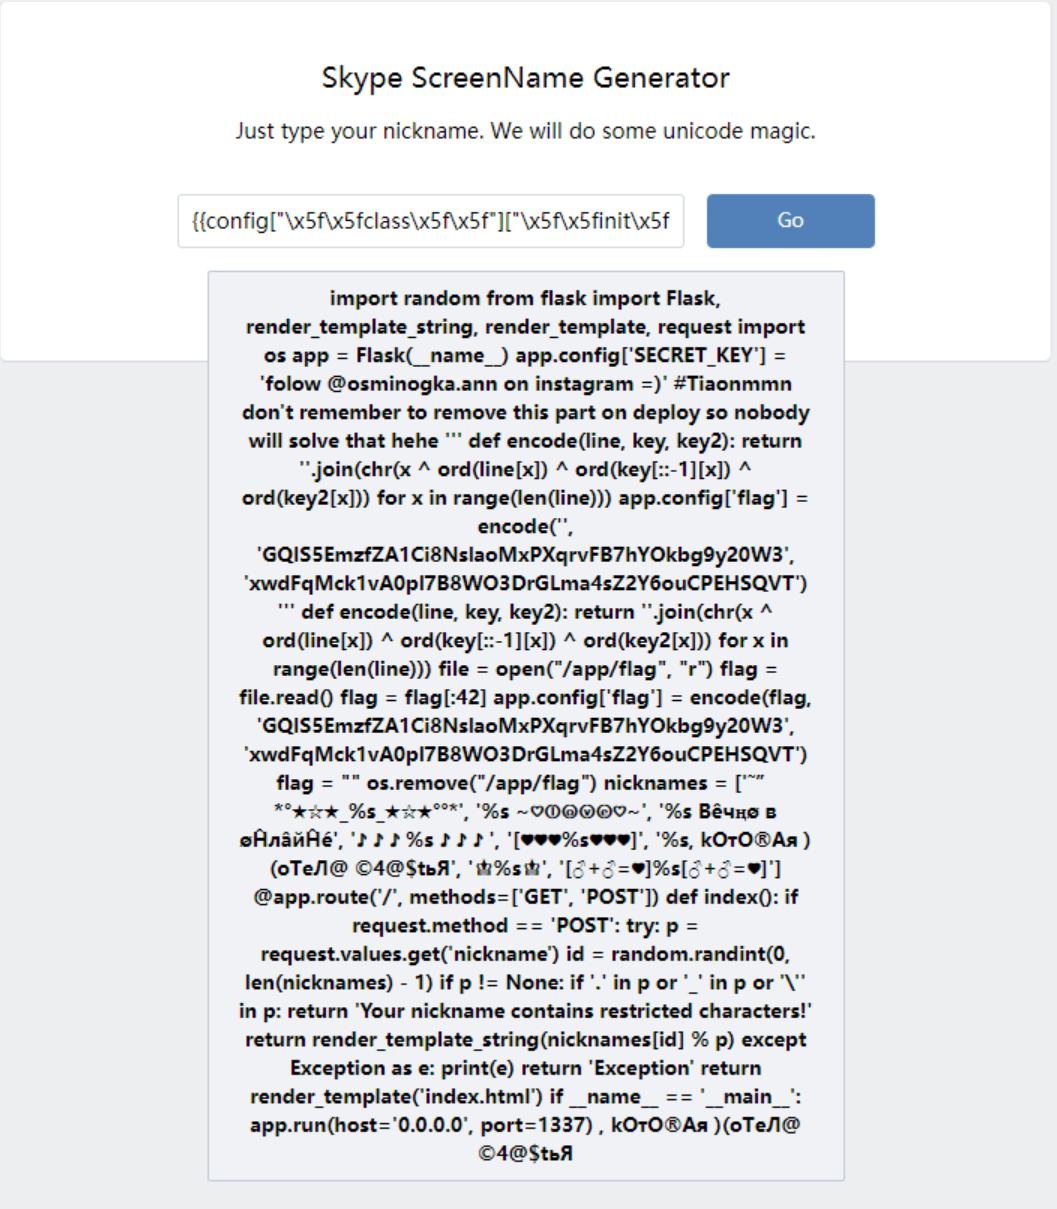 Skype ScreenName Generator
Just type your nickname. We will do some unicode magic.
{{config["\x5f\x5fclass\x5f\x5f"]["\x5f\x5finit\x5f
Go
import random from flask import Flask,
render_template_string, render_template, request import
os app = Flask(__name__) app.config['SECRET_KEY'] =
'folow @osminogka.ann on instagram =)' #Tiaonmmn
don't remember to remove this part on deploy so nobody
will solve that hehe ''' def encode(line, key, key2): return
''.join(chr(x ^ ord(line[x]) ^ ord(key[::-1][x]) ^
ord(key2[x])) for x in range(len(line))) app.config['flag'] =
encode('',
'GQIS5EmzfZA1Ci8NslaoMxPXqrvFB7hYOkbg9y20W3',
'xwdFqMck1vA0pl7B8WO3DrGLma4sZ2Y6ouCPEHSQVT')
''' def encode(line, key, key2): return ''.join(chr(x ^
ord(line[x]) ^ ord(key[::-1][x]) ^ ord(key2[x])) for x in
range(len(line))) file = open("/app/flag", "r") flag =
file.read() flag = flag[:42] app.config['flag'] = encode(flag,
'GQIS5EmzfZA1Ci8NslaoMxPXqrvFB7hYOkbg9y20W3',
'xwdFqMck1vA0pl7B8WO3DrGLma4sZ2Y6ouCPEHSQVT')
flag = "" os.remove("/app/flag") nicknames = ['˜″
*°★☆★_%s_★☆★°°*', '%s ~♡ⓛⓞⓥⓔ♡~', '%s Вêчңø в
øĤлâйĤé', '♪ ♪ ♪ %s ♪ ♪ ♪ ', '[♥♥♥%s♥♥♥]', '%s, kOтO®Aя )
(oTeЛ@ ©4@$tьЯ', '♔%s♔', '[♂+♂=♥]%s[♂+♂=♥]']
@app.route('/', methods=['GET', 'POST']) def index(): if
request.method == 'POST': try: p =
request.values.get('nickname') id = random.randint(0,
len(nicknames) - 1) if p != None: if '.' in p or '_' in p or '\''
in p: return 'Your nickname contains restricted characters!'
return render_template_string(nicknames[id] % p) except
Exception as e: print(e) return 'Exception' return
render_template('index.html') if __name__ == '__main__':
app.run(host='0.0.0.0', port=1337) , kOтO®Aя )(oTeЛ@
©4@$tьЯ